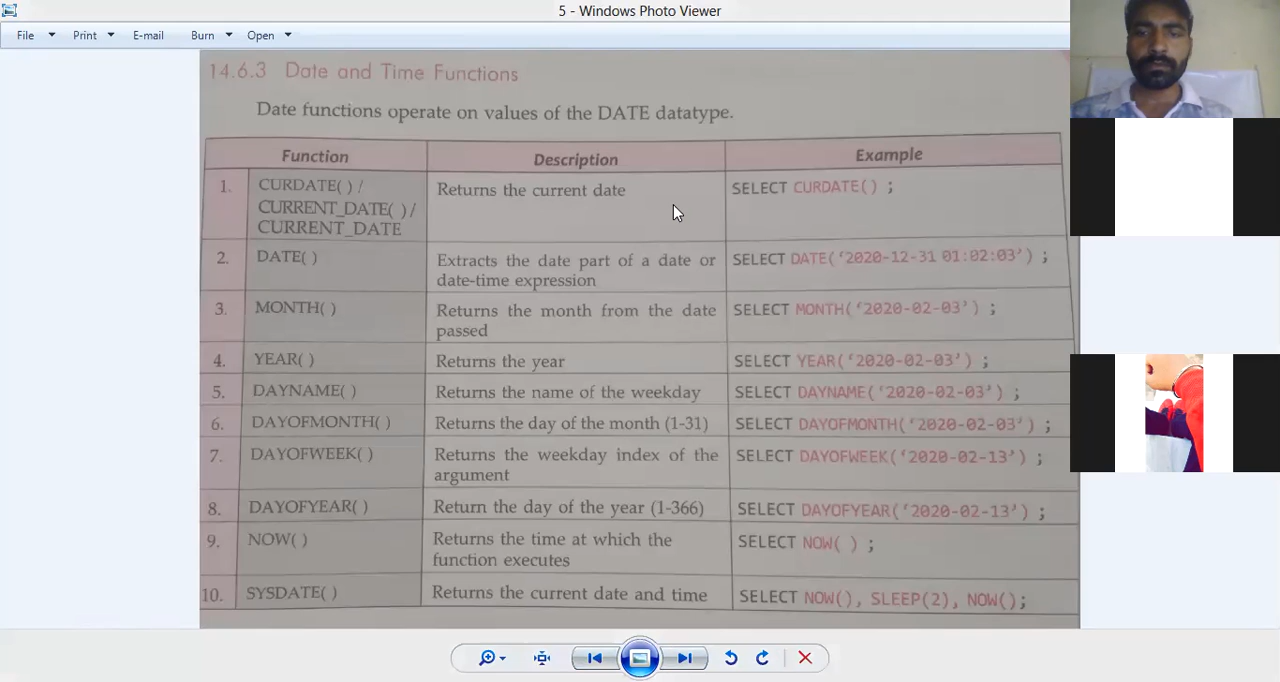 5 - Windows Photo Viewer
File Print E-mail Burn Open
14.6.3 Date and Time Functions
Date functions operate on values of the DATE datatype.
Function Description Example
1. CURDATE( ) / Returns the current date SELECT CURDATE() ;
CURRENT_DATE( ) /
CURRENT_DATE
2. DATE( ) Extracts the date part of a date or SELECT DATE(‘2020-12-31 01:02:03’) ;
date-time expression
3. MONTH( ) Returns the month from the date SELECT MONTH(‘2020-02-03’) ;
passed
4. YEAR( ) Returns the year SELECT YEAR(‘2020-02-03’) ;
5. DAYNAME( ) Returns the name of the weekday SELECT DAYNAME(‘2020-02-03’) ;
6. DAYOFMONTH( ) Returns the day of the month (1-31) SELECT DAYOFMONTH(‘2020-02-03’) ;
7. DAYOFWEEK( ) Returns the weekday index of the SELECT DAYOFWEEK(‘2020-02-13’) ;
argument
8. DAYOFYEAR( ) Return the day of the year (1-366) SELECT DAYOFYEAR(‘2020-02-13’) ;
9. NOW( ) Returns the time at which the SELECT NOW( ) ;
function executes
10. SYSDATE( ) Returns the current date and time SELECT NOW(), SLEEP(2), NOW();